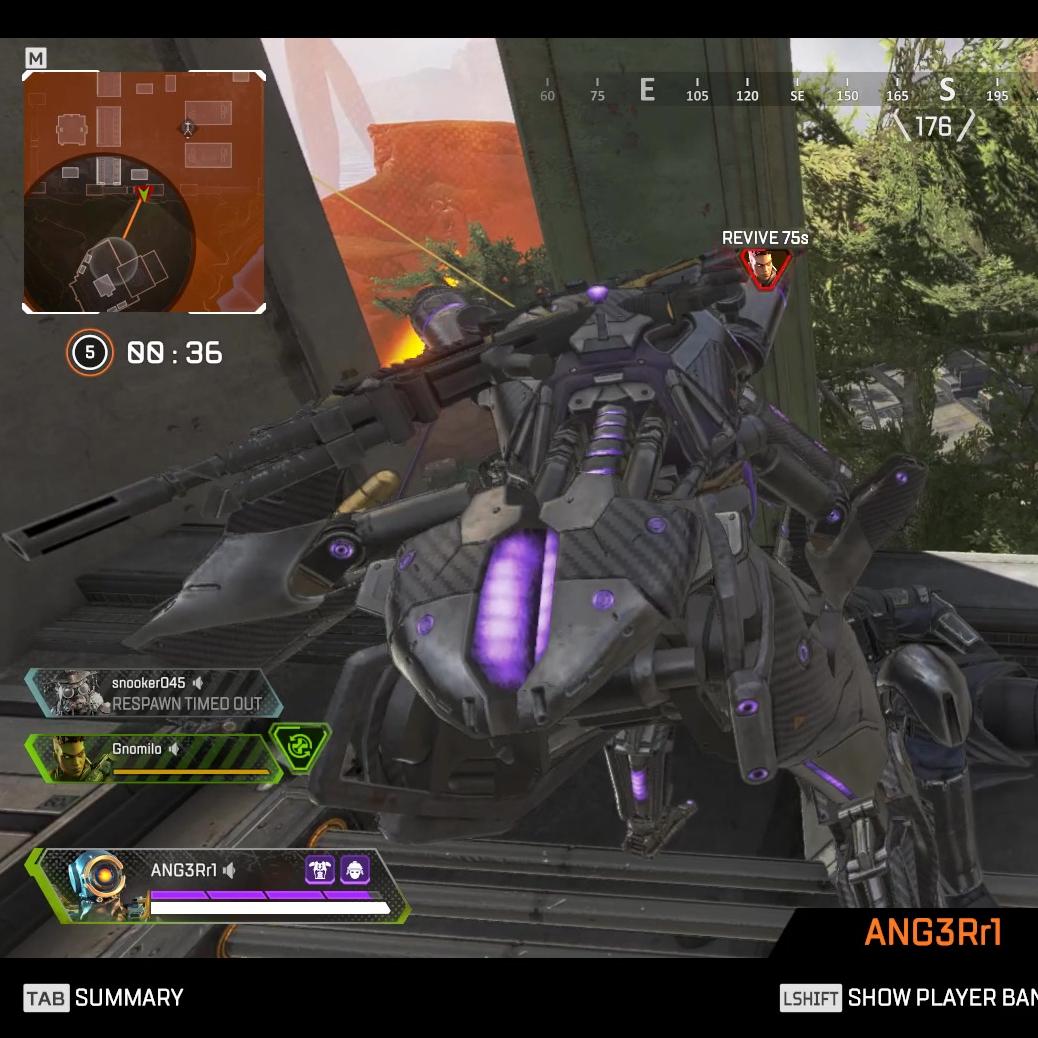 M
60 75 E 105 120 SE 150 165 S 195
176
REVIVE 75s
5 00:36
snooker045
RESPAWN TIMED OUT
Gnomilo
ANG3Rr1
ANG3Rr1
TAB SUMMARY
LSHIFT SHOW PLAYER BAN